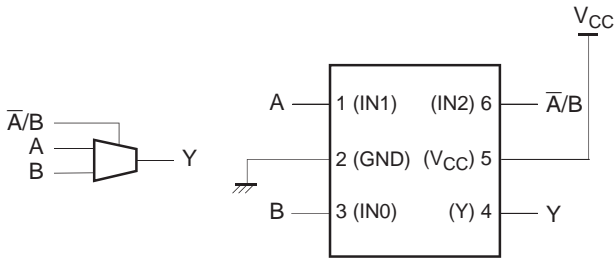 V_CC
A̅/B
A
B
Y
A 1 (IN1) (IN2) 6 A̅/B
2 (GND) (V_CC) 5
B 3 (IN0) (Y) 4 Y